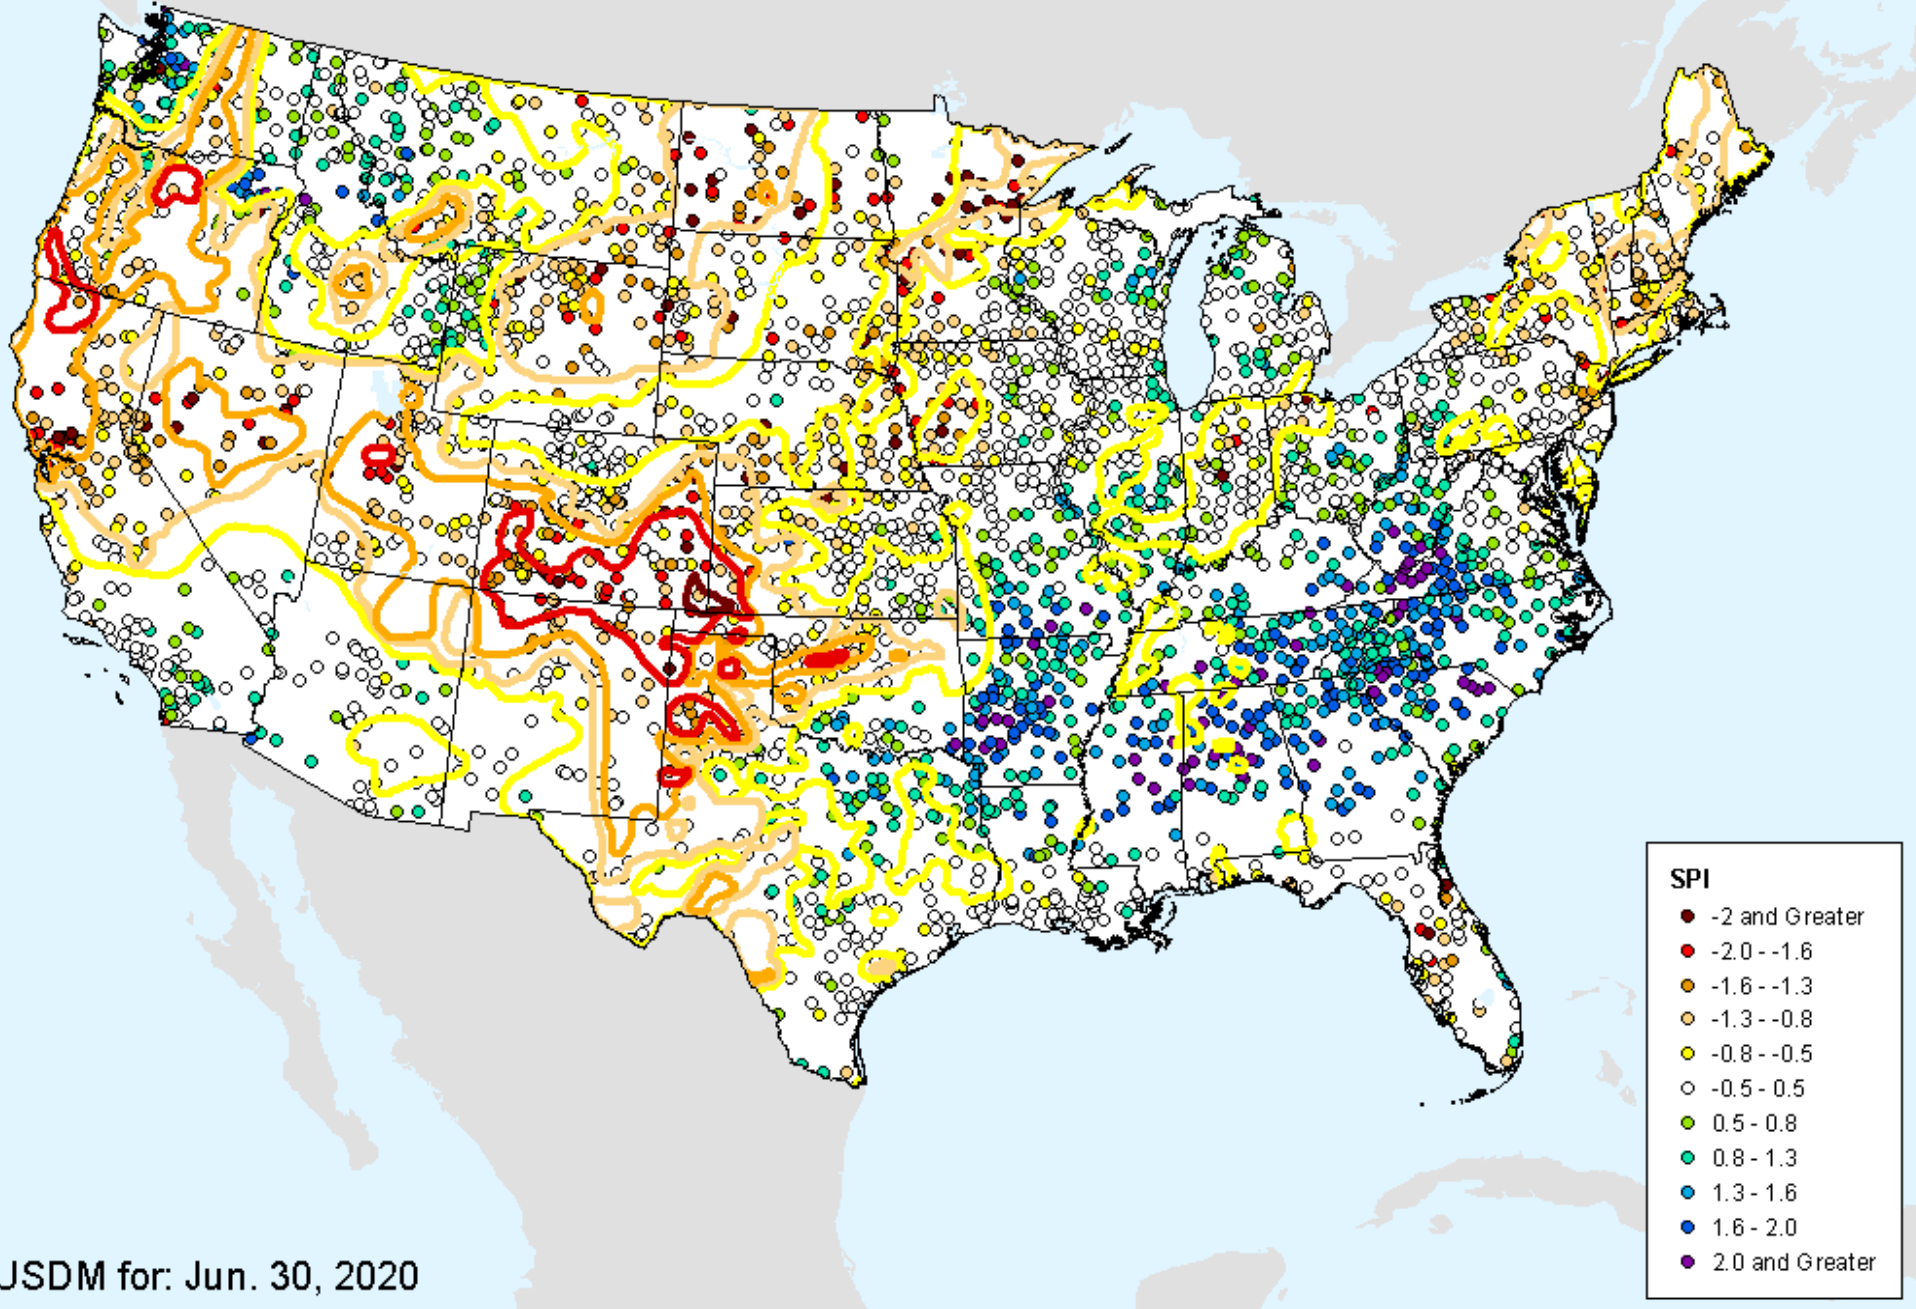 SPI
-2 and Greater
-2.0 - -1.6
-1.6 - -1.3
-1.3 - -0.8
-0.8 - -0.5
-0.5 - 0.5
0.5 - 0.8
0.8 - 1.3
1.3 - 1.6
1.6 - 2.0
2.0 and Greater
USDM for: Jun. 30, 2020